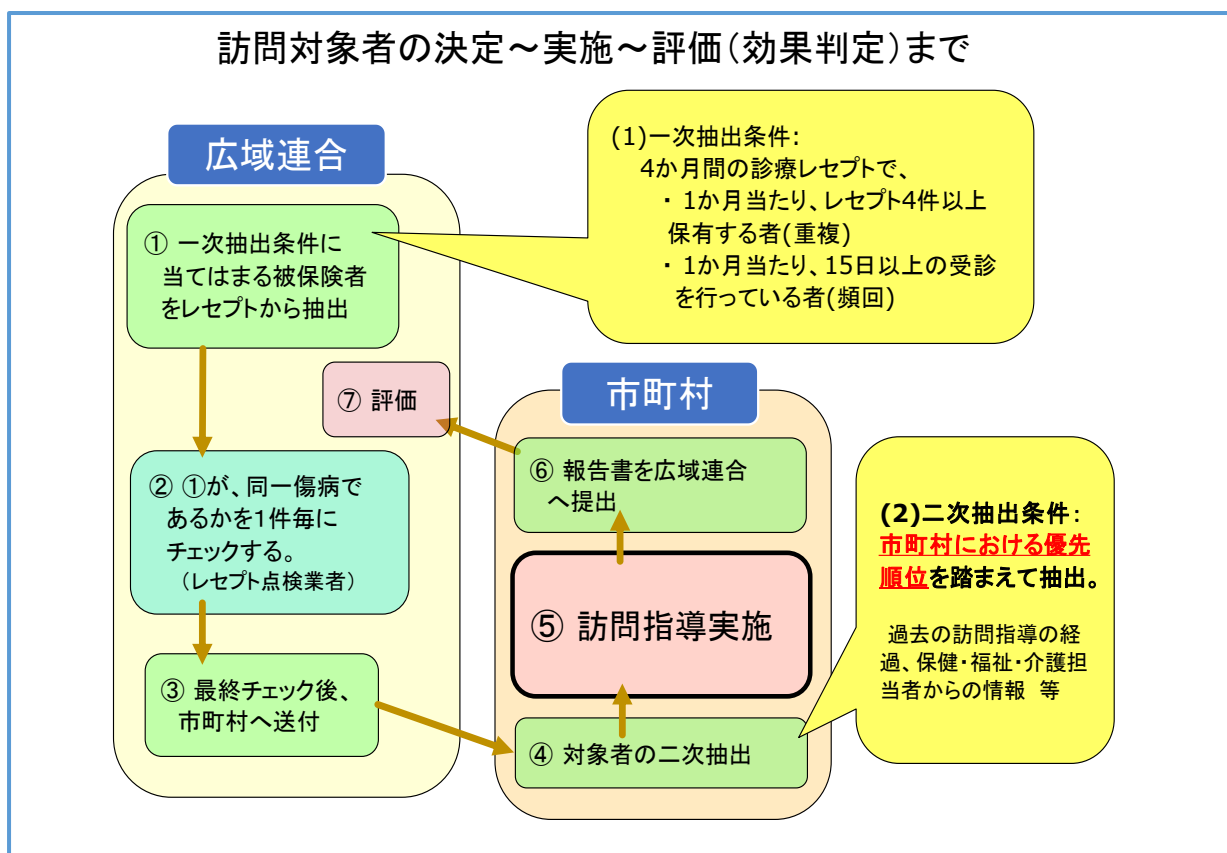 訪問対象者の決定～実施～評価(効果判定)まで
広域連合
(1)一次抽出条件:
4か月間の診療レセプトで、
・ 1か月当たり、レセプト4件以上
保有する者(重複)
・ 1か月当たり、15日以上の受診
を行っている者(頻回)
① 一次抽出条件に
当てはまる被保険者
をレセプトから抽出
⑦ 評価
② ①が、同一傷病で
あるかを1件毎に
チェックする。
（レセプト点検業者）
③ 最終チェック後、
市町村へ送付
市町村
⑥ 報告書を広域連合
へ提出
⑤ 訪問指導実施
④ 対象者の二次抽出
(2)二次抽出条件:
市町村における優先
順位を踏まえて抽出。
過去の訪問指導の経
過、保健・福祉・介護担
当者からの情報 等